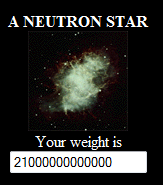 A NEUTRON STAR
Your weight is
21000000000000